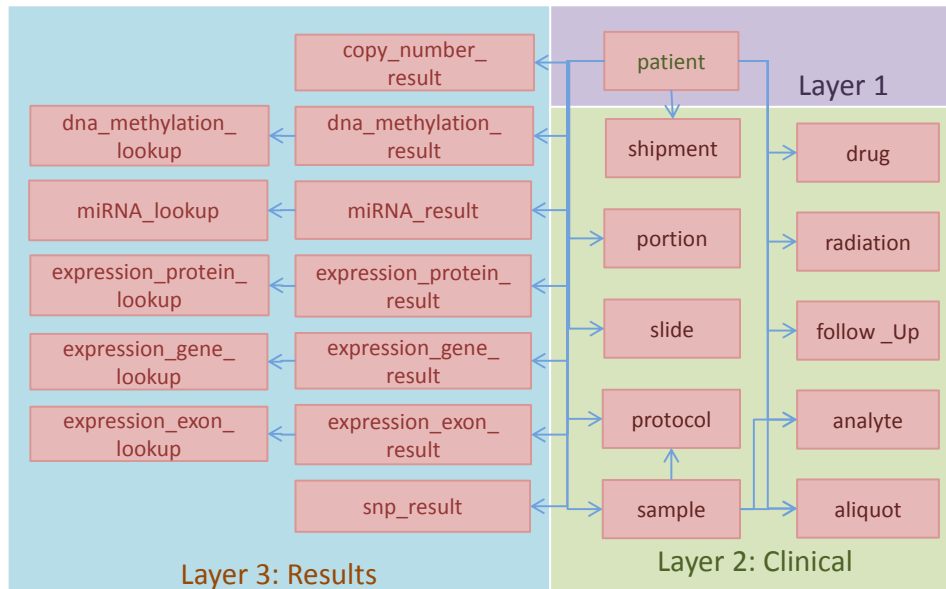 copy_number_
result
patient
Layer 1
dna_methylation_
lookup
dna_methylation_
result
shipment
drug
miRNA_lookup
miRNA_result
portion
radiation
expression_protein_
lookup
expression_protein_
result
slide
follow _Up
expression_gene_
lookup
expression_gene_
result
protocol
analyte
expression_exon_
lookup
expression_exon_
result
snp_result
sample
aliquot
Layer 3: Results
Layer 2: Clinical